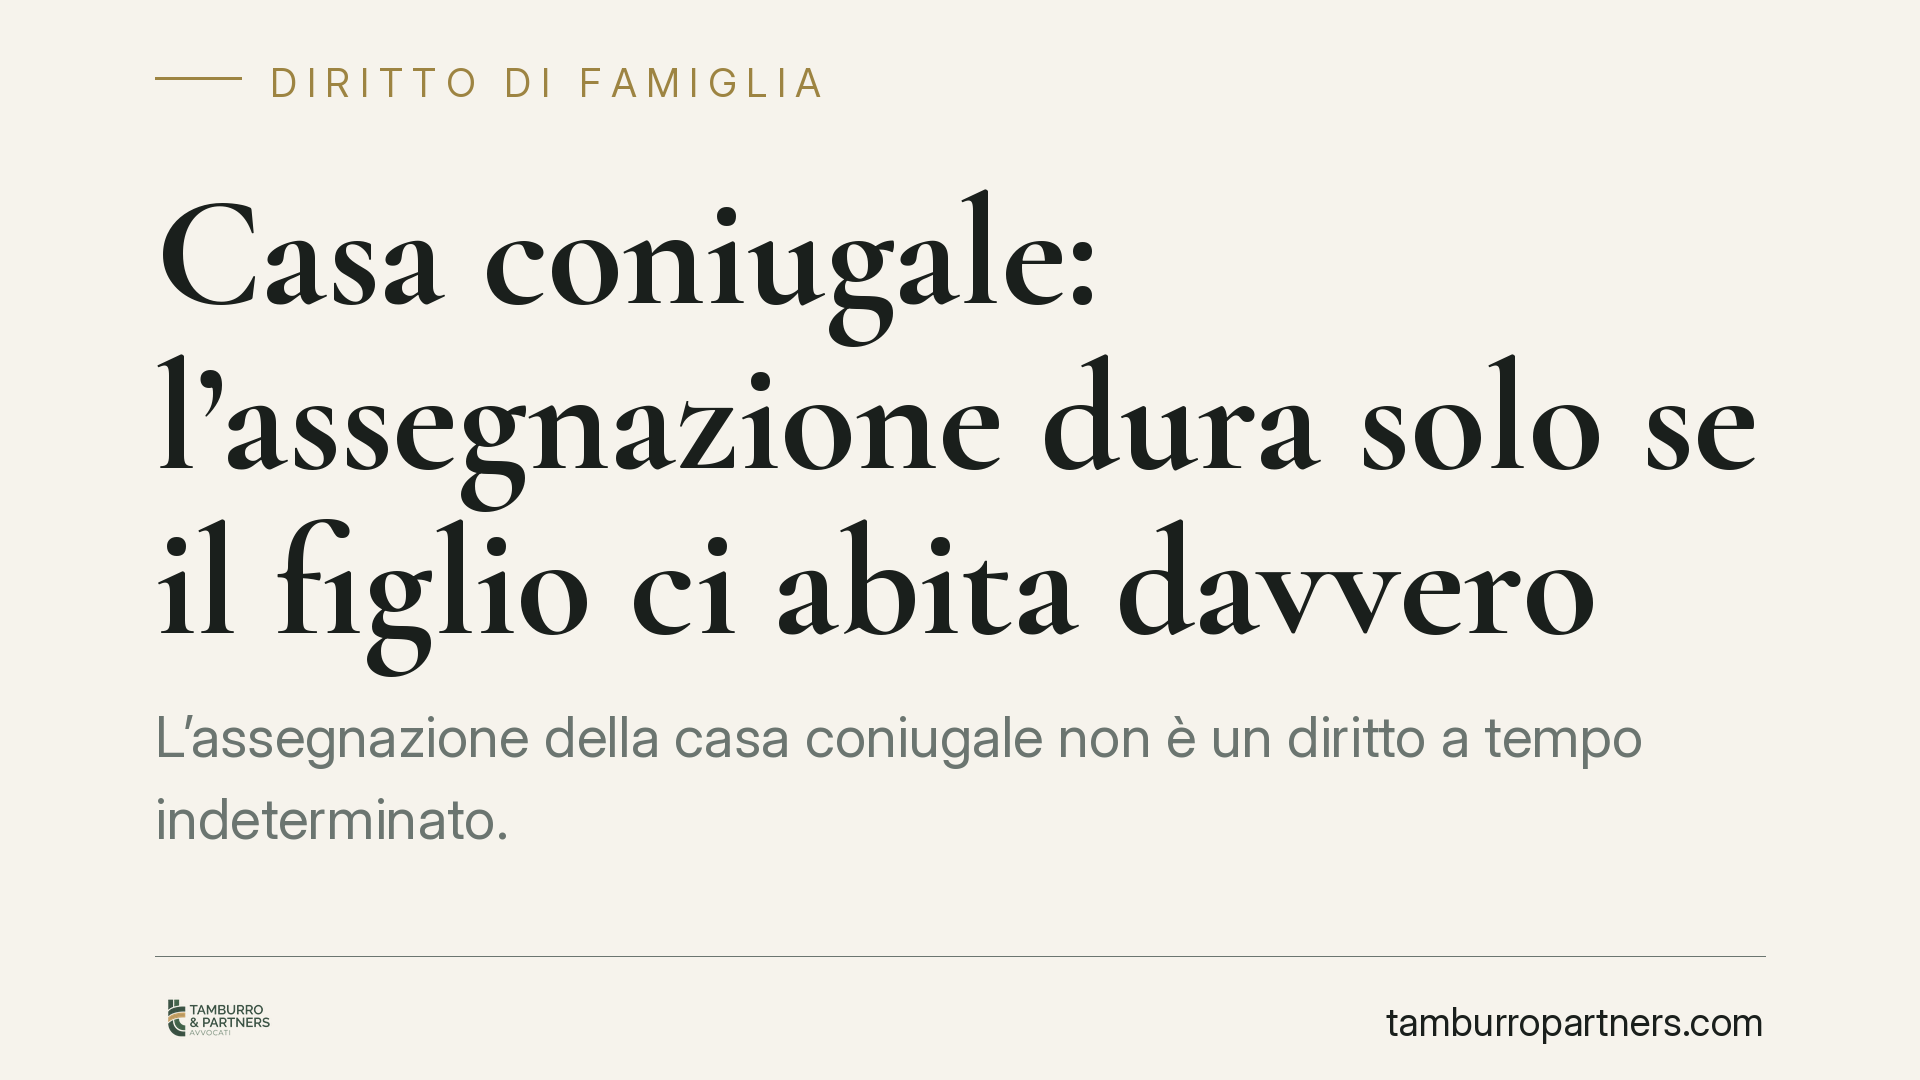 DIRITTO DI FAMIGLIA
Casa coniugale:
l’assegnazione dura solo se
il figlio ci abita davvero
L’assegnazione della casa coniugale non è un diritto a tempo
indeterminato.
TAMBURRO
& PARTNERS
AVVOCATI
tamburropartners.com